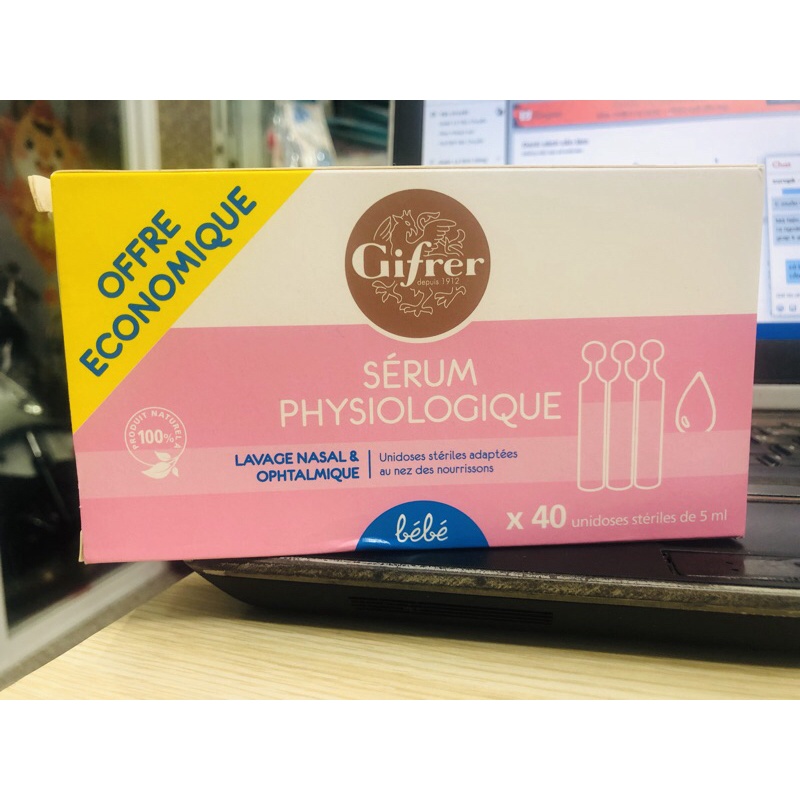 OFFRE
ECONOMIQUE
Gifrer
depuis 1912
SÉRUM
PHYSIOLOGIQUE
PRODUIT NATUREL À
100%
LAVAGE NASAL &
OPHTALMIQUE
Unidoses stériles adaptées
au nez des nourrissons
bébé
x 40 unidoses stériles de 5 ml